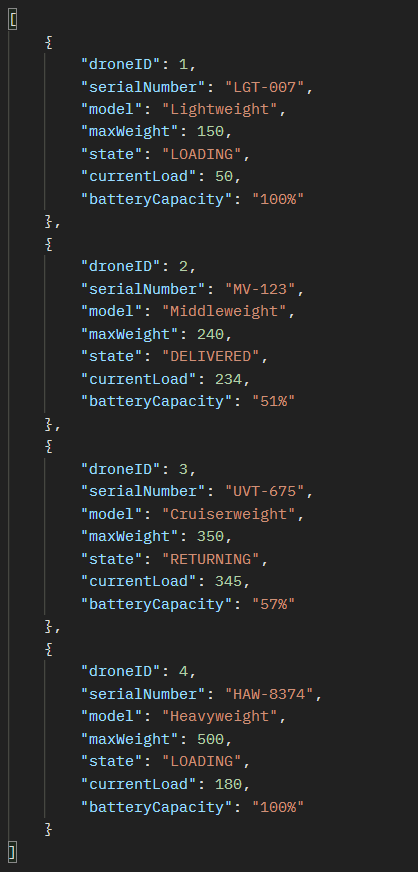 [
{
"droneID": 1,
"serialNumber": "LGT-007",
"model": "Lightweight",
"maxWeight": 150,
"state": "LOADING",
"currentLoad": 50,
"batteryCapacity": "100%"
},
{
"droneID": 2,
"serialNumber": "MV-123",
"model": "Middleweight",
"maxWeight": 240,
"state": "DELIVERED",
"currentLoad": 234,
"batteryCapacity": "51%"
},
{
"droneID": 3,
"serialNumber": "UVT-675",
"model": "Cruiserweight",
"maxWeight": 350,
"state": "RETURNING",
"currentLoad": 345,
"batteryCapacity": "57%"
},
{
"droneID": 4,
"serialNumber": "HAW-8374",
"model": "Heavyweight",
"maxWeight": 500,
"state": "LOADING",
"currentLoad": 180,
"batteryCapacity": "100%"
}
]